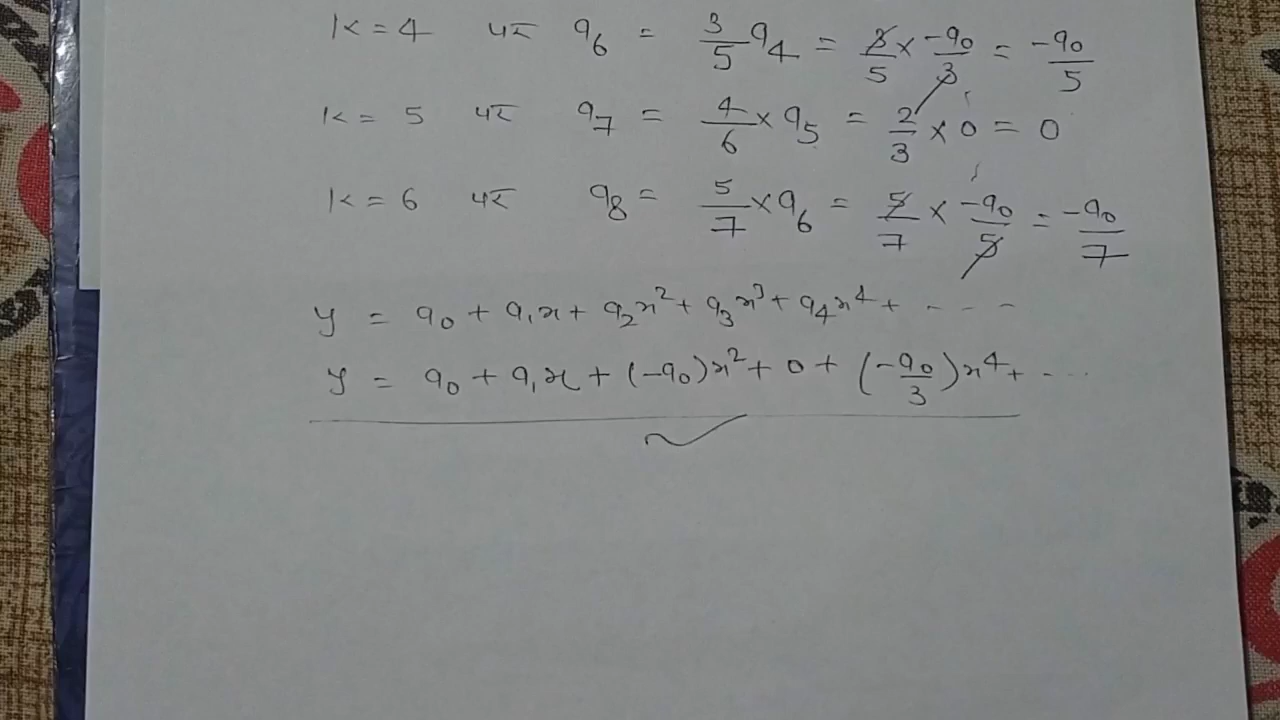 k = 4 पर a₆ = 3/5 a₄ = 3/5 × -a₀/3 = -a₀/5
k = 5 पर a₇ = 4/6 × a₅ = 2/3 × 0 = 0
k = 6 पर a₈ = 5/7 × a₆ = 5/7 × -a₀/5 = -a₀/7
y = a₀ + a₁x + a₂x² + a₃x³ + a₄x⁴ + - - -
y = a₀ + a₁x + (-a₀)x² + 0 + (-a₀/3)x⁴ + - ...